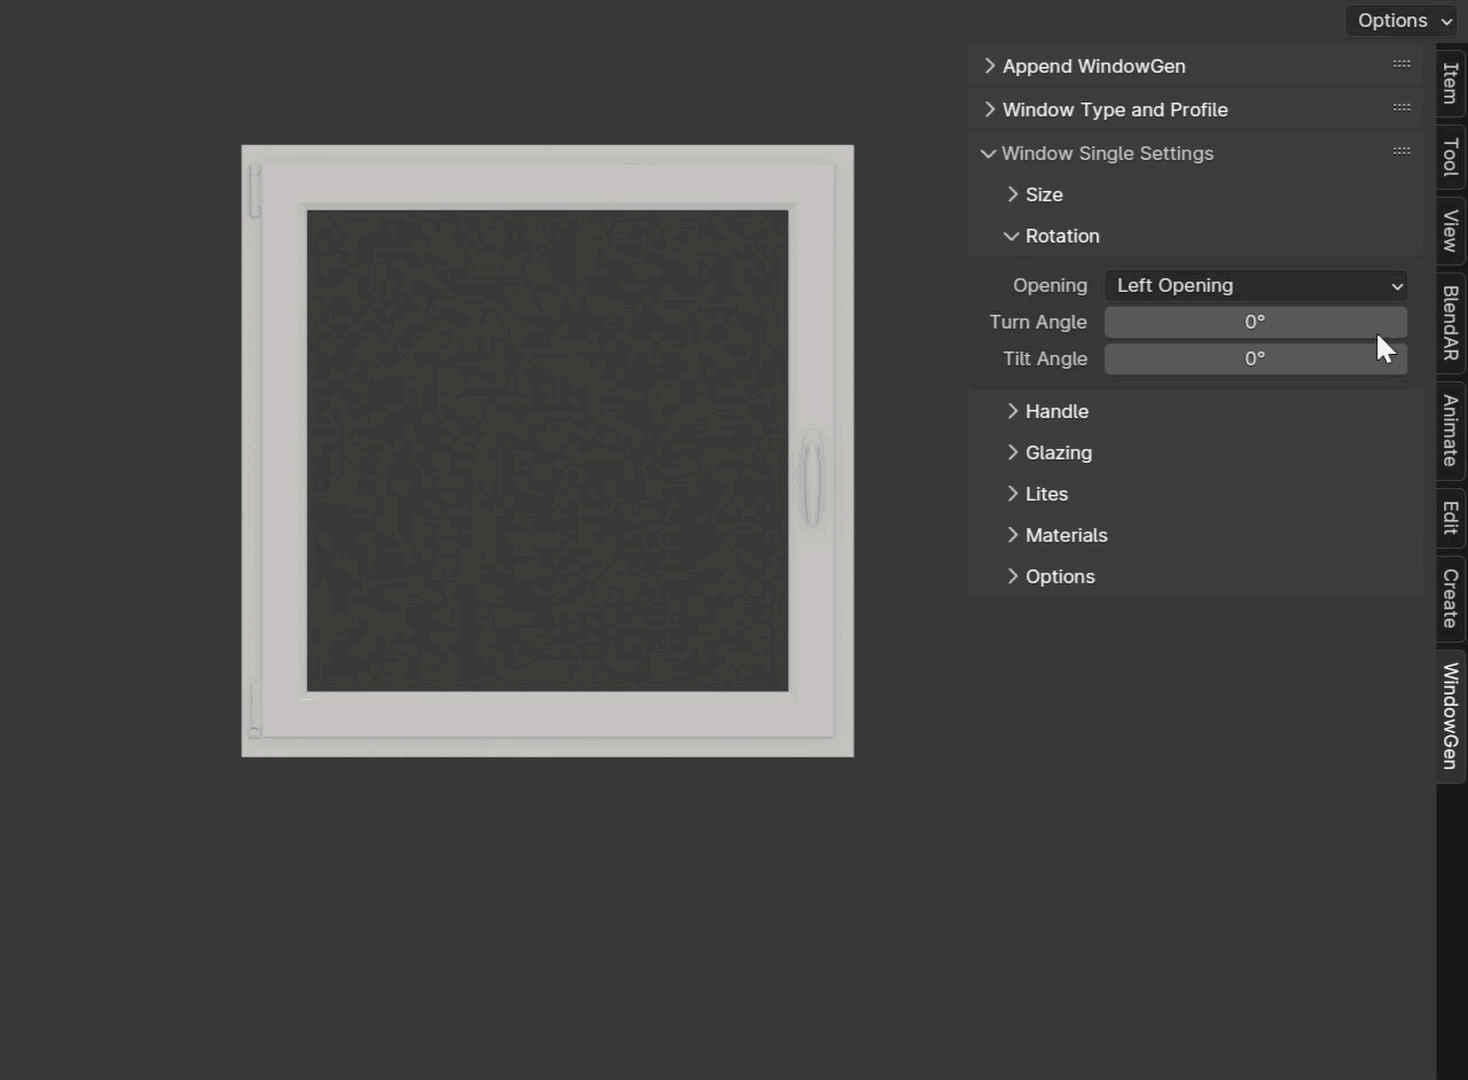 Options
Append WindowGen
Window Type and Profile
Window Single Settings
Size
Rotation
Opening Left Opening
Turn Angle 0°
Tilt Angle 0°
Handle
Glazing
Lites
Materials
Options
Item
Tool
View
BlendAR
Animate
Edit
Create
WindowGen